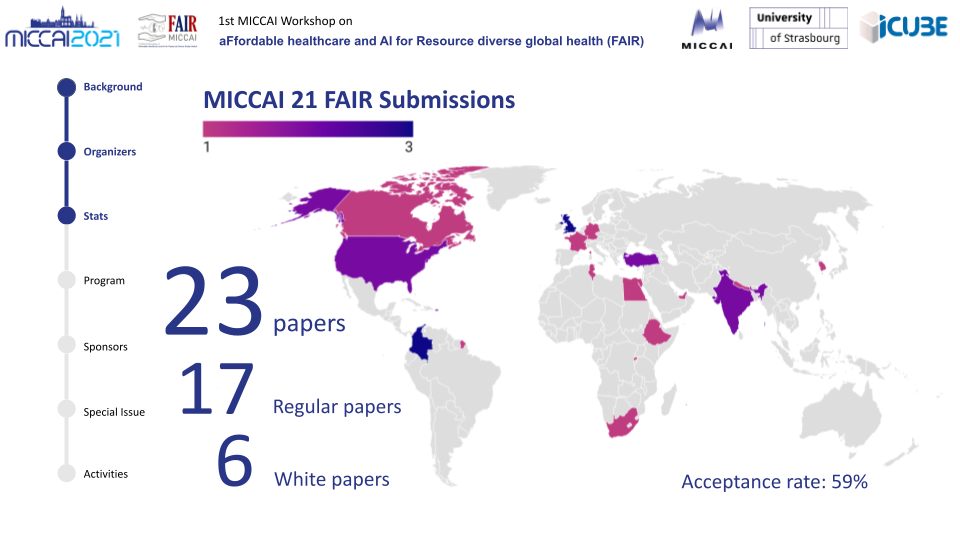 MICCAI2021
FAIR
MICCAI
1st MICCAI Workshop on
aFfordable healthcare and AI for Resource diverse global health (FAIR)
MICCAI
University
of Strasbourg
iCUBE
Background
Organizers
Stats
Program
Sponsors
Special Issue
Activities
MICCAI 21 FAIR Submissions
1
3
23 papers
17 Regular papers
6 White papers
Acceptance rate: 59%